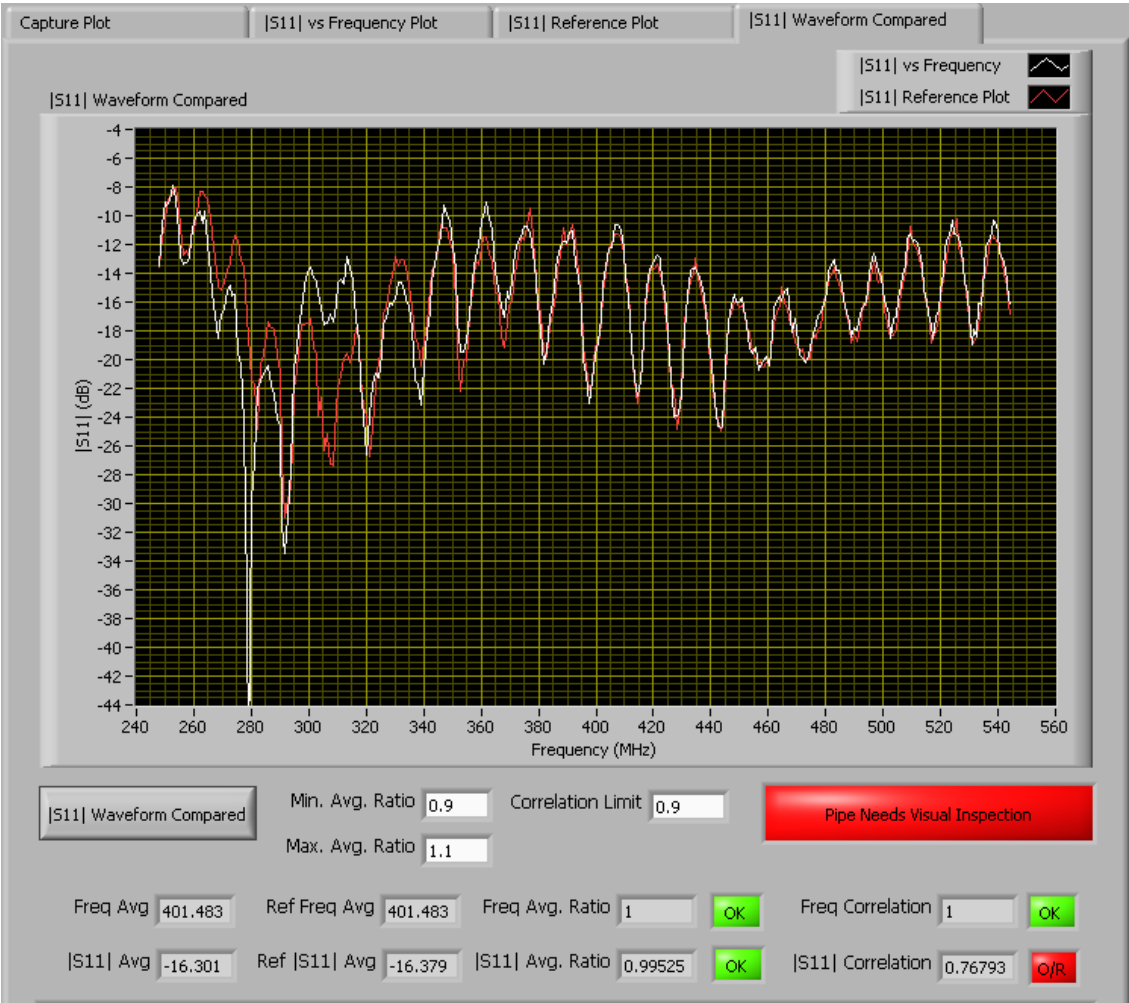 Capture Plot
|S11| vs Frequency Plot
|S11| Reference Plot
|S11| Waveform Compared
|S11| vs Frequency
|S11| Reference Plot
|S11| Waveform Compared
-4
-6
-8
-10
-12
-14
-16
-18
-20
-22
-24
-26
-28
-30
-32
-34
-36
-38
-40
-42
-44
|S11| (dB)
240 260 280 300 320 340 360 380 400 420 440 460 480 500 520 540 560
Frequency (MHz)
|S11| Waveform Compared
Min. Avg. Ratio 0.9
Correlation Limit 0.9
Pipe Needs Visual Inspection
Max. Avg. Ratio 1.1
Freq Avg 401.483 Ref Freq Avg 401.483 Freq Avg. Ratio 1 OK Freq Correlation 1 OK
|S11| Avg -16.301 Ref |S11| Avg -16.379 |S11| Avg. Ratio 0.99525 OK |S11| Correlation 0.76793 O/R